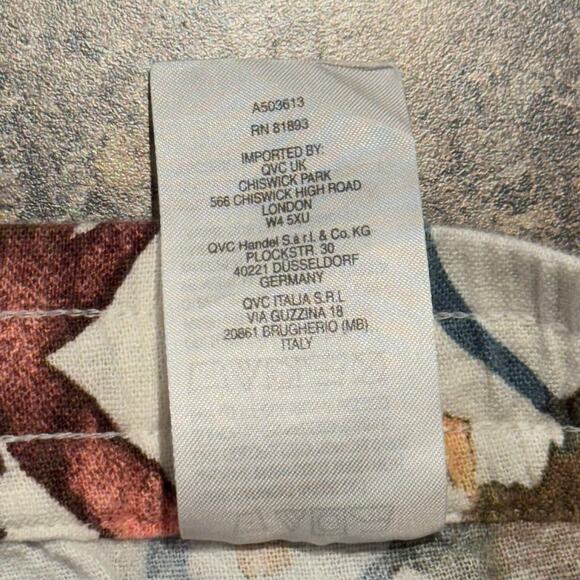 A503613
RN 81893
IMPORTED BY:
QVC UK
CHISWICK PARK
566 CHISWICK HIGH ROAD
LONDON
W4 5XU
QVC Handel S.à r.l. & Co. KG
PLOCKSTR. 30
40221 DÜSSELDORF
GERMANY
QVC ITALIA S.R.L
VIA GUZZINA 18
20861 BRUGHERIO (MB)
ITALY